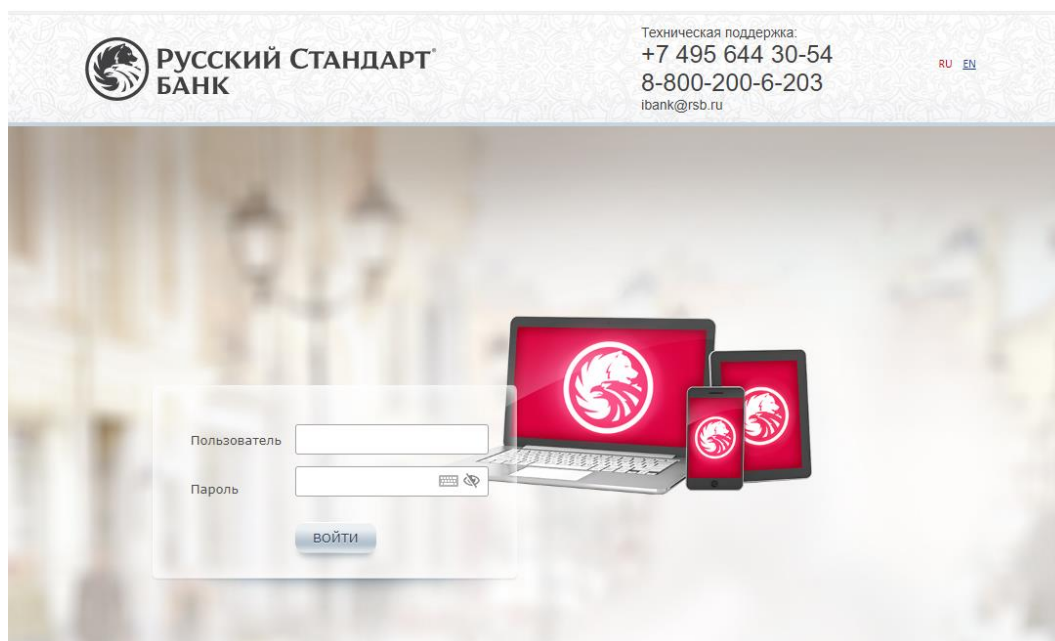 Русский Стандарт®
БАНК
Техническая поддержка:
+7 495 644 30-54
8-800-200-6-203
ibank@rsb.ru
RU EN
Пользователь
Пароль
ВОЙТИ